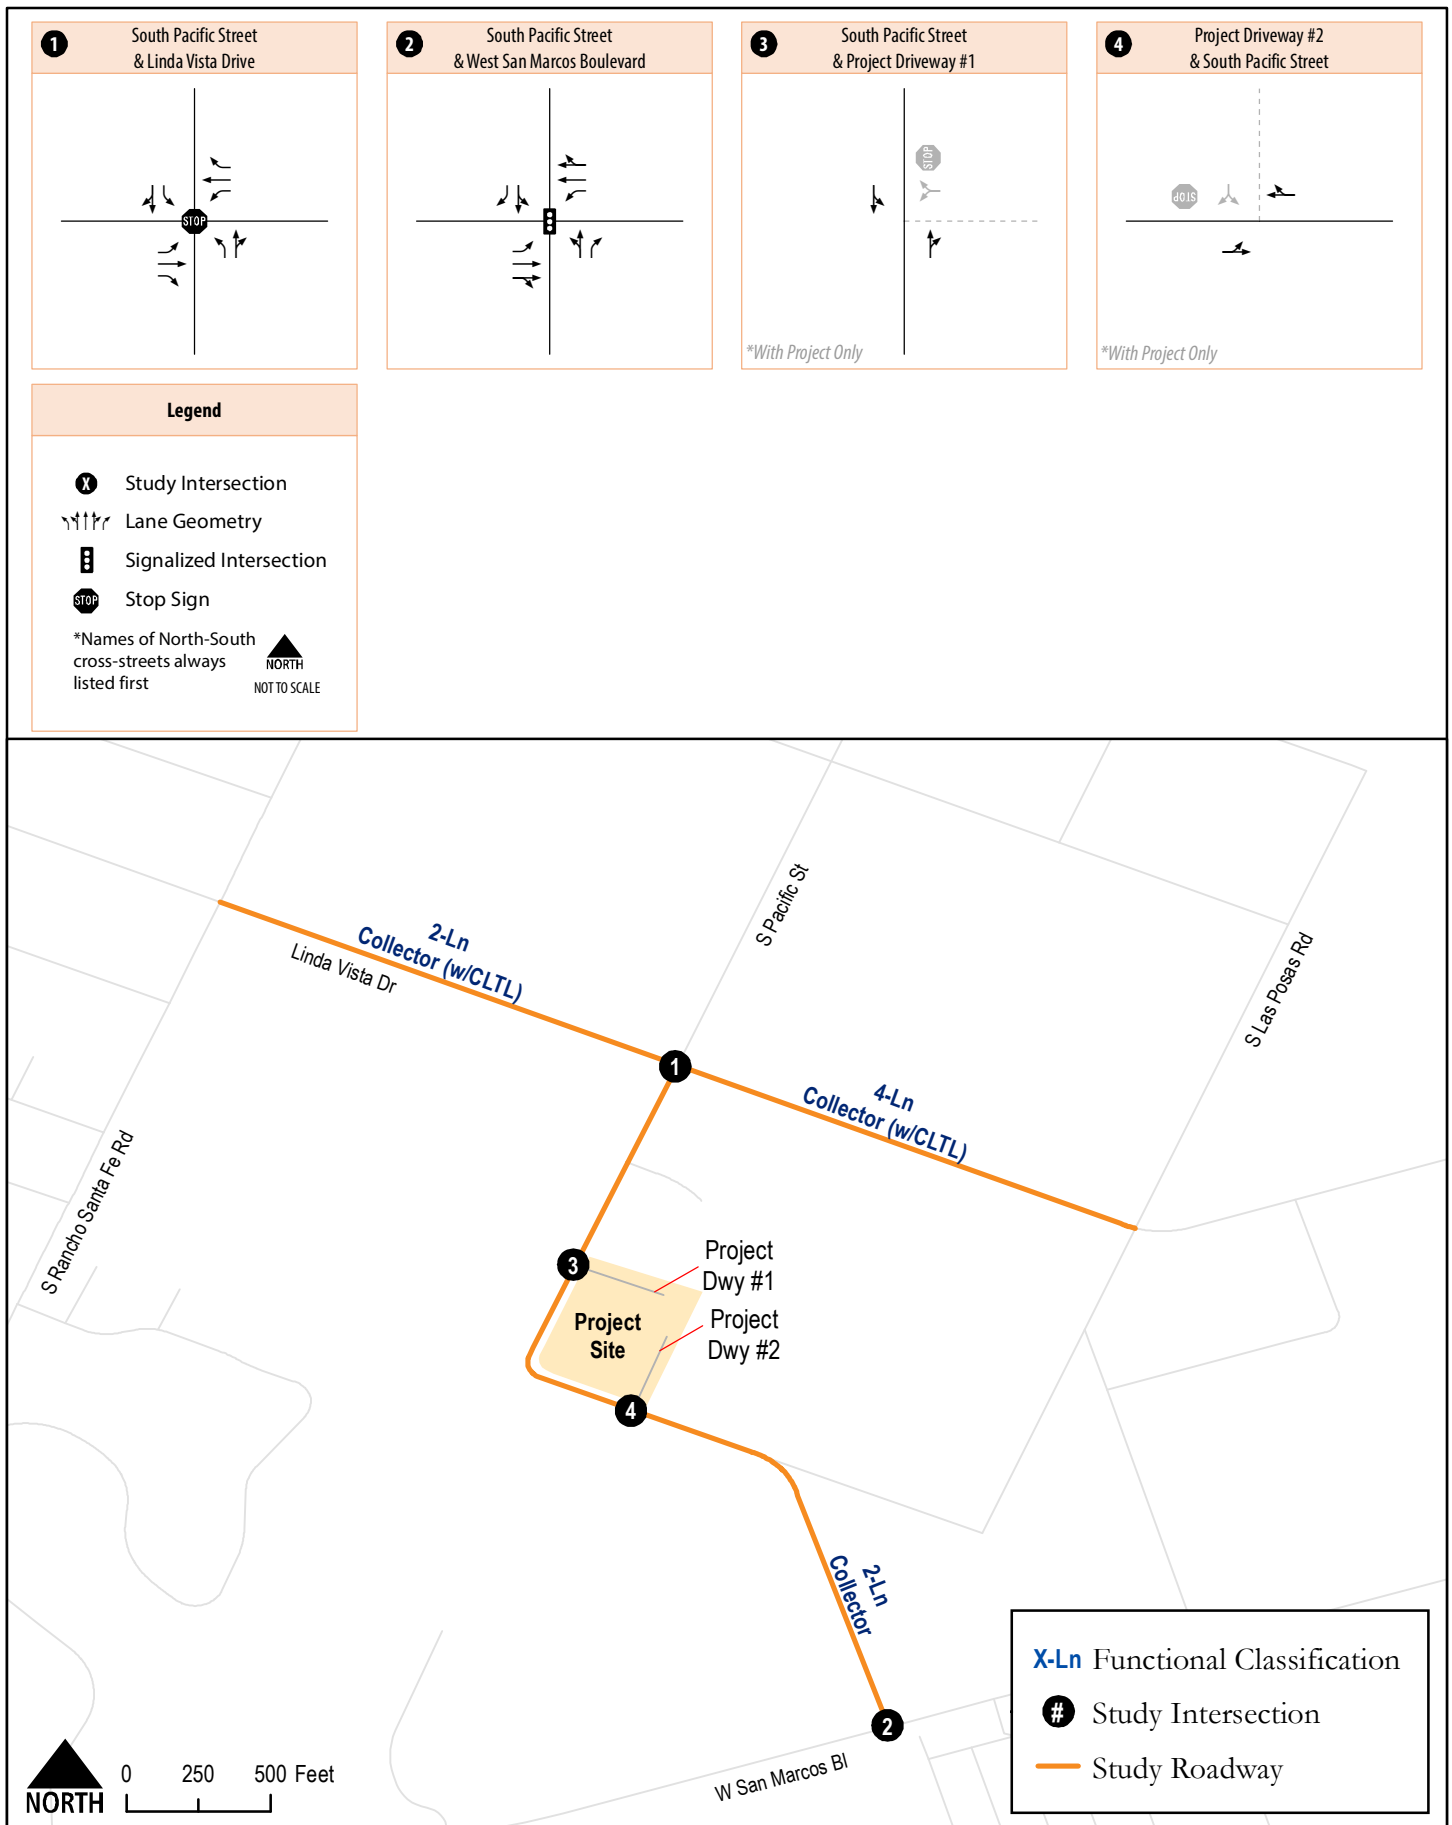 1
South Pacific Street
& Linda Vista Drive
STOP
2
South Pacific Street
& West San Marcos Boulevard
3
South Pacific Street
& Project Driveway #1
STOP
*With Project Only
4
Project Driveway #2
& South Pacific Street
STOP
*With Project Only
Legend
X Study Intersection
Lane Geometry
Signalized Intersection
STOP Stop Sign
*Names of North-South
cross-streets always
listed first
NORTH
NOT TO SCALE
S Pacific St
2-Ln
Collector (w/CLTL)
Linda Vista Dr
S Las Posas Rd
1
4-Ln
Collector (w/CLTL)
S Rancho Santa Fe Rd
3
Project
Dwy #1
Project
Site
Project
Dwy #2
4
2-Ln
Collector
2
W San Marcos Bl
NORTH
0 250 500 Feet
X-Ln Functional Classification
# Study Intersection
Study Roadway